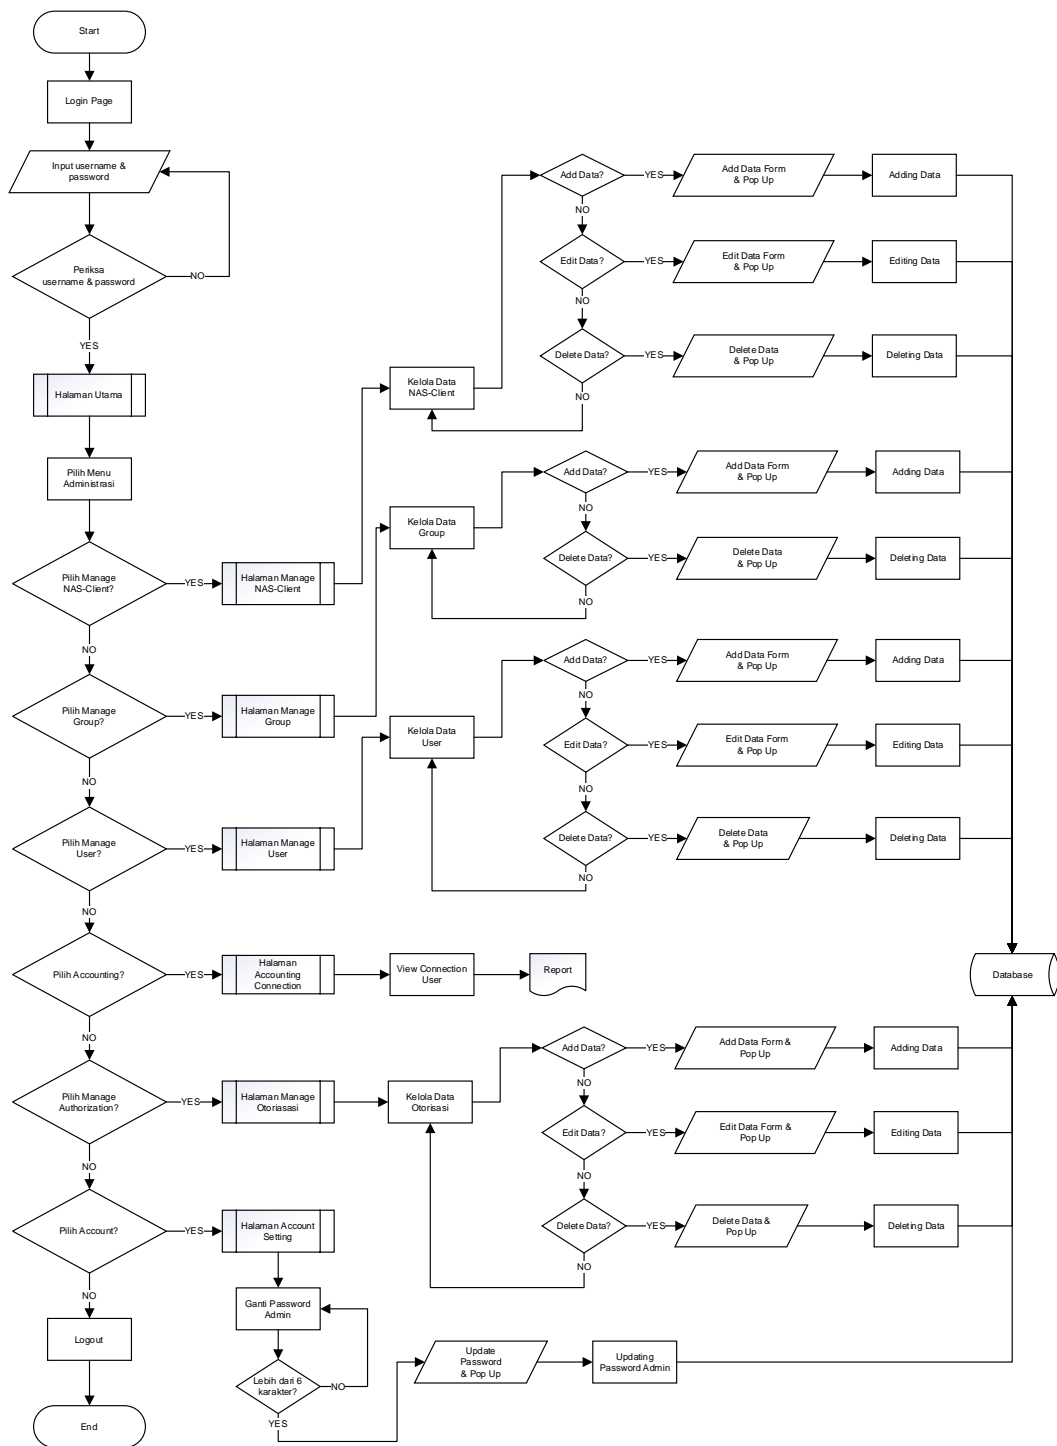 Start
Login Page
Input username &
password
Periksa
username & password
NO
YES
Halaman Utama
Pilih Menu
Administrasi
Pilih Manage
NAS-Client?
YES
Halaman Manage
NAS-Client
Kelola Data
NAS-Client
Add Data?
YES
Add Data Form
& Pop Up
Adding Data
NO
Edit Data?
YES
Edit Data Form
& Pop Up
Editing Data
NO
Delete Data?
YES
Delete Data
& Pop Up
Deleting Data
NO
NO
Pilih Manage
Group?
YES
Halaman Manage
Group
Kelola Data
Group
Add Data?
YES
Add Data Form
& Pop Up
Adding Data
NO
Delete Data?
YES
Delete Data
& Pop Up
Deleting Data
NO
NO
Pilih Manage
User?
YES
Halaman Manage
User
Kelola Data
User
Add Data?
YES
Add Data Form
& Pop Up
Adding Data
NO
Edit Data?
YES
Edit Data Form
& Pop Up
Editing Data
NO
Delete Data?
YES
Delete Data
& Pop Up
Deleting Data
NO
NO
Pilih Accounting?
YES
Halaman
Accounting
Connection
View Connection
User
Report
Database
NO
Pilih Manage
Authorization?
YES
Halaman Manage
Otoriasasi
Kelola Data
Otorisasi
Add Data?
YES
Add Data Form &
Pop Up
Adding Data
NO
Edit Data?
YES
Edit Data Form &
Pop Up
Editing Data
NO
Delete Data?
YES
Delete Data &
Pop Up
Deleting Data
NO
NO
Pilih Account?
YES
Halaman Account
Setting
Ganti Password
Admin
Lebih dari 6
karakter?
NO
YES
Update
Password
& Pop Up
Updating
Password Admin
NO
Logout
End